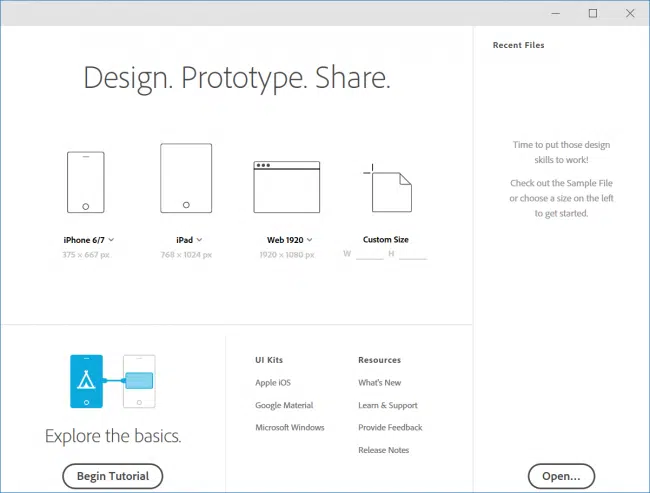 Design. Prototype. Share.
iPhone 6/7
375 x 667 px
iPad
768 x 1024 px
Web 1920
1920 x 1080 px
Custom Size
W
H
Explore the basics.
Begin Tutorial
UI Kits
Apple iOS
Google Material
Microsoft Windows
Resources
What's New
Learn & Support
Provide Feedback
Release Notes
Recent Files
Time to put those design
skills to work!
Check out the Sample File
or choose a size on the left
to get started.
Open...